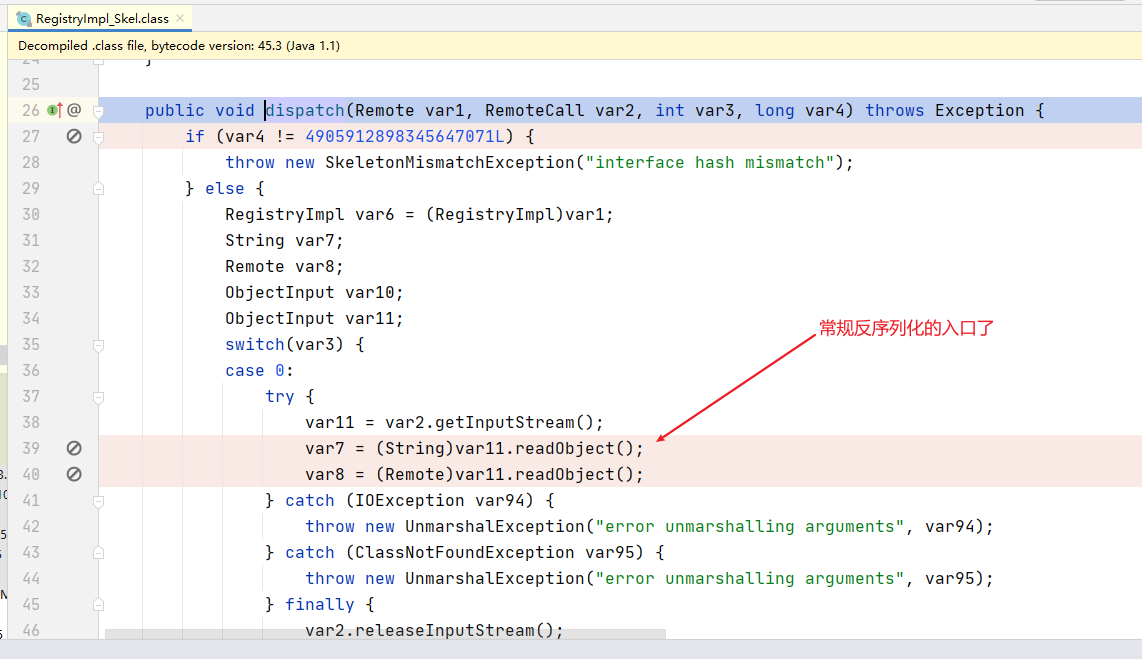 RegistryImpl_Skel.class
Decompiled .class file, bytecode version: 45.3 (Java 1.1)
24 }
25
26 public void dispatch(Remote var1, RemoteCall var2, int var3, long var4) throws Exception {
27 if (var4 != 4905912898345647071L) {
28 throw new SkeletonMismatchException("interface hash mismatch");
29 } else {
30 RegistryImpl var6 = (RegistryImpl)var1;
31 String var7;
32 Remote var8;
33 ObjectInput var10;
34 ObjectInput var11;
常规反序列化的入口了
35 switch(var3) {
36 case 0:
37 try {
38 var11 = var2.getInputStream();
39 var7 = (String)var11.readObject();
40 var8 = (Remote)var11.readObject();
41 } catch (IOException var94) {
42 throw new UnmarshalException("error unmarshalling arguments", var94);
43 } catch (ClassNotFoundException var95) {
44 throw new UnmarshalException("error unmarshalling arguments", var95);
45 } finally {
46 var2.releaseInputStream();